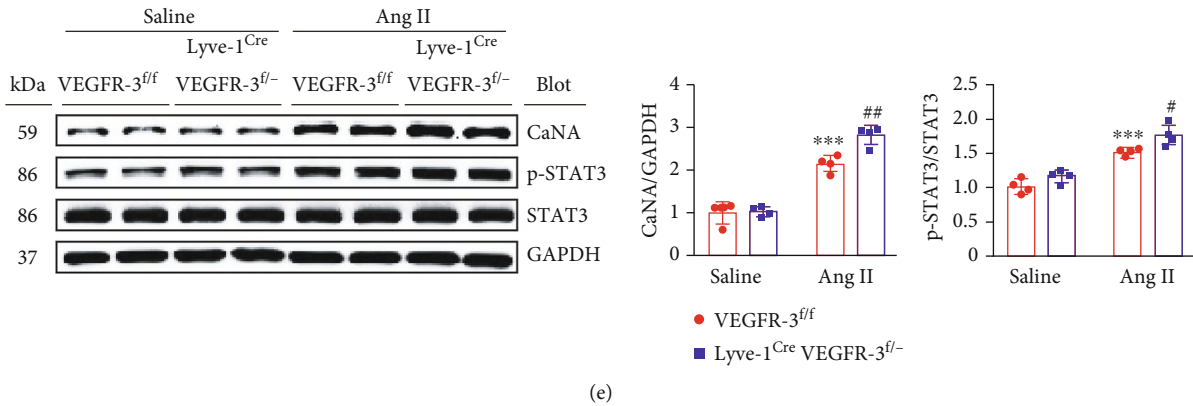 Saline Ang II
Lyve-1Cre Lyve-1Cre
kDa VEGFR-3f/f VEGFR-3f/– VEGFR-3f/f VEGFR-3f/– Blot
59 CaNA
86 p-STAT3
86 STAT3
37 GAPDH
CaNA/GAPDH
4
3
2
1
0
***
##
Saline Ang II
p-STAT3/STAT3
2.5
2.0
1.5
1.0
0.5
0.0
***
#
Saline Ang II
VEGFR-3f/f
Lyve-1Cre VEGFR-3f/–
(e)